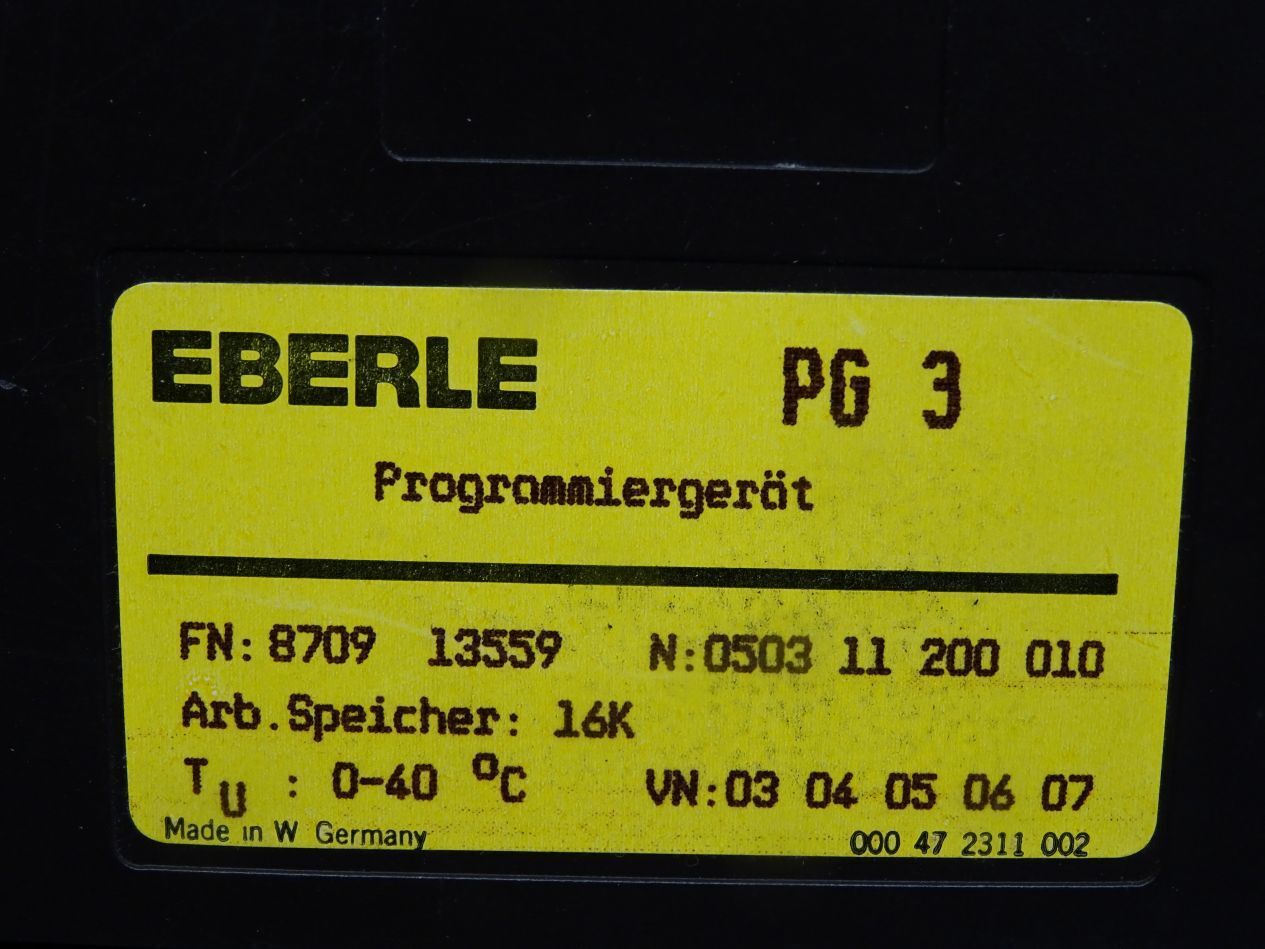 EBERLE PG 3
Programmiergerät
FN: 8709 13559 N:0503 11 200 010
Arb.Speicher: 16K
TU : 0-40 °C VN:03 04 05 06 07
Made in W Germany 000 47 2311 002